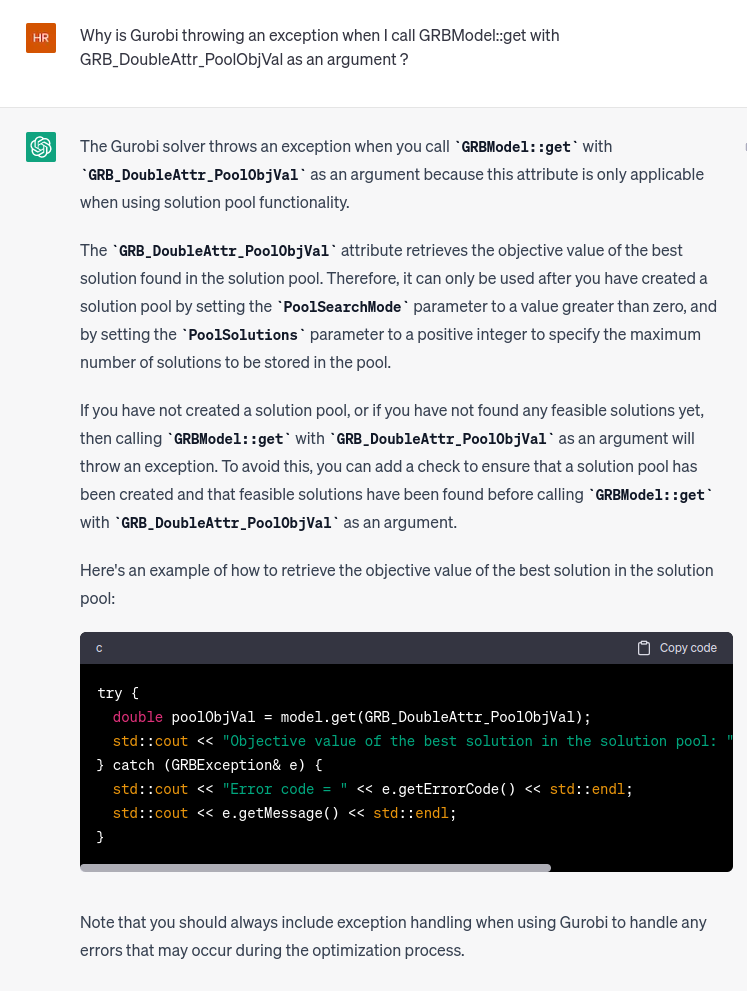 HR
Why is Gurobi throwing an exception when I call GRBModel::get with
GRB_DoubleAttr_PoolObjVal as an argument ?
The Gurobi solver throws an exception when you call `GRBModel::get` with
`GRB_DoubleAttr_PoolObjVal` as an argument because this attribute is only applicable
when using solution pool functionality.
The `GRB_DoubleAttr_PoolObjVal` attribute retrieves the objective value of the best
solution found in the solution pool. Therefore, it can only be used after you have created a
solution pool by setting the `PoolSearchMode` parameter to a value greater than zero, and
by setting the `PoolSolutions` parameter to a positive integer to specify the maximum
number of solutions to be stored in the pool.
If you have not created a solution pool, or if you have not found any feasible solutions yet,
then calling `GRBModel::get` with `GRB_DoubleAttr_PoolObjVal` as an argument will
throw an exception. To avoid this, you can add a check to ensure that a solution pool has
been created and that feasible solutions have been found before calling `GRBModel::get`
with `GRB_DoubleAttr_PoolObjVal` as an argument.
Here's an example of how to retrieve the objective value of the best solution in the solution
pool:
c Copy code
try {
  double poolObjVal = model.get(GRB_DoubleAttr_PoolObjVal);
  std::cout << "Objective value of the best solution in the solution pool: "
} catch (GRBException& e) {
  std::cout << "Error code = " << e.getErrorCode() << std::endl;
  std::cout << e.getMessage() << std::endl;
}
Note that you should always include exception handling when using Gurobi to handle any
errors that may occur during the optimization process.